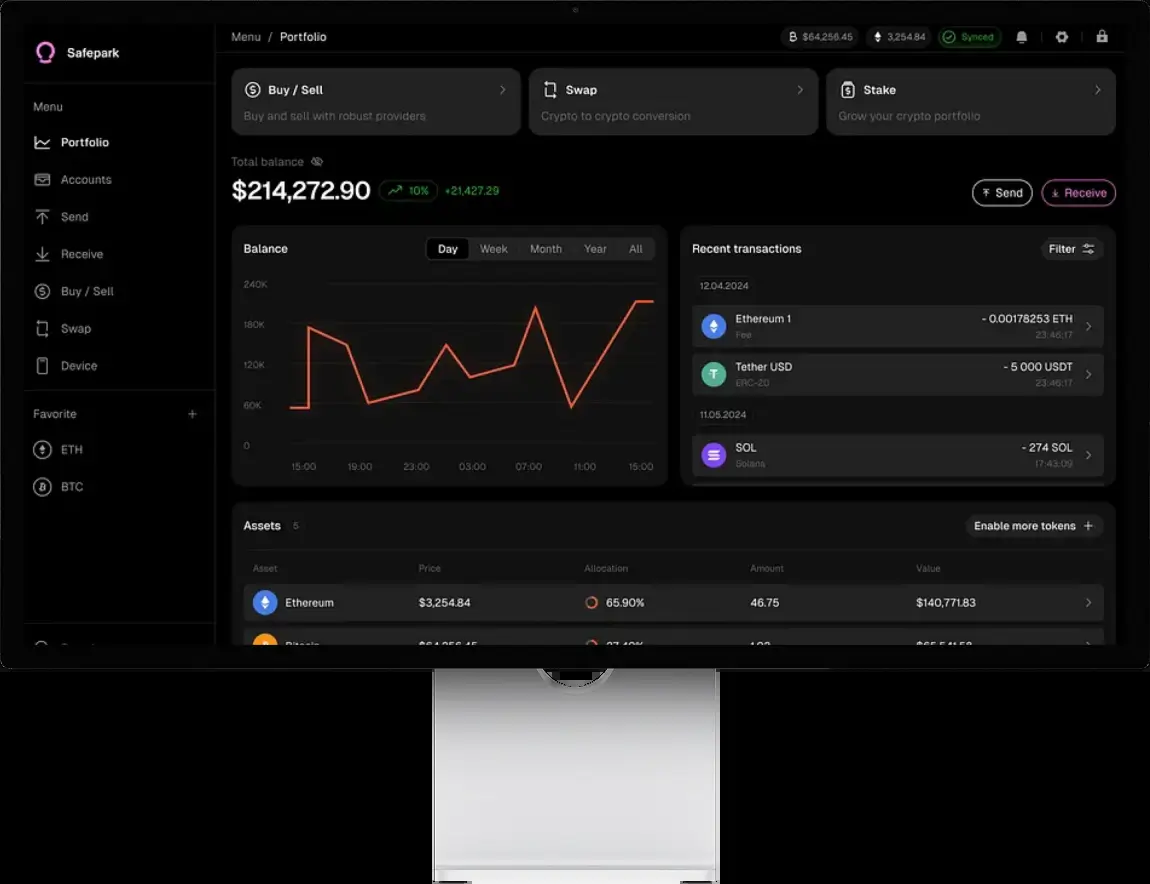 Safepark
Menu / Portfolio
$64,256.45
3,254.84
Synced
Menu
Portfolio
Accounts
Send
Receive
Buy / Sell
Swap
Device
Favorite
ETH
BTC
Buy / Sell
Buy and sell with robust providers
Swap
Crypto to crypto conversion
Stake
Grow your crypto portfolio
Total balance
$214,272.90
10%
+21,427.29
Send
Receive
Balance
Day Week Month Year All
240K
180K
120K
60K
0
15:00 19:00 23:00 03:00 07:00 11:00 15:00
Recent transactions
Filter
12.04.2024
Ethereum 1
- 0.00178253 ETH
Fee
23:46:17
Tether USD
- 5 000 USDT
ERC-20
23:46:17
11.05.2024
SOL
- 274 SOL
Solana
17:43:09
Assets 5
Enable more tokens +
Asset Price Allocation Amount Value
Ethereum $3,254.84 65.90% 46.75 $140,771.83
Bitcoin $64,256.45